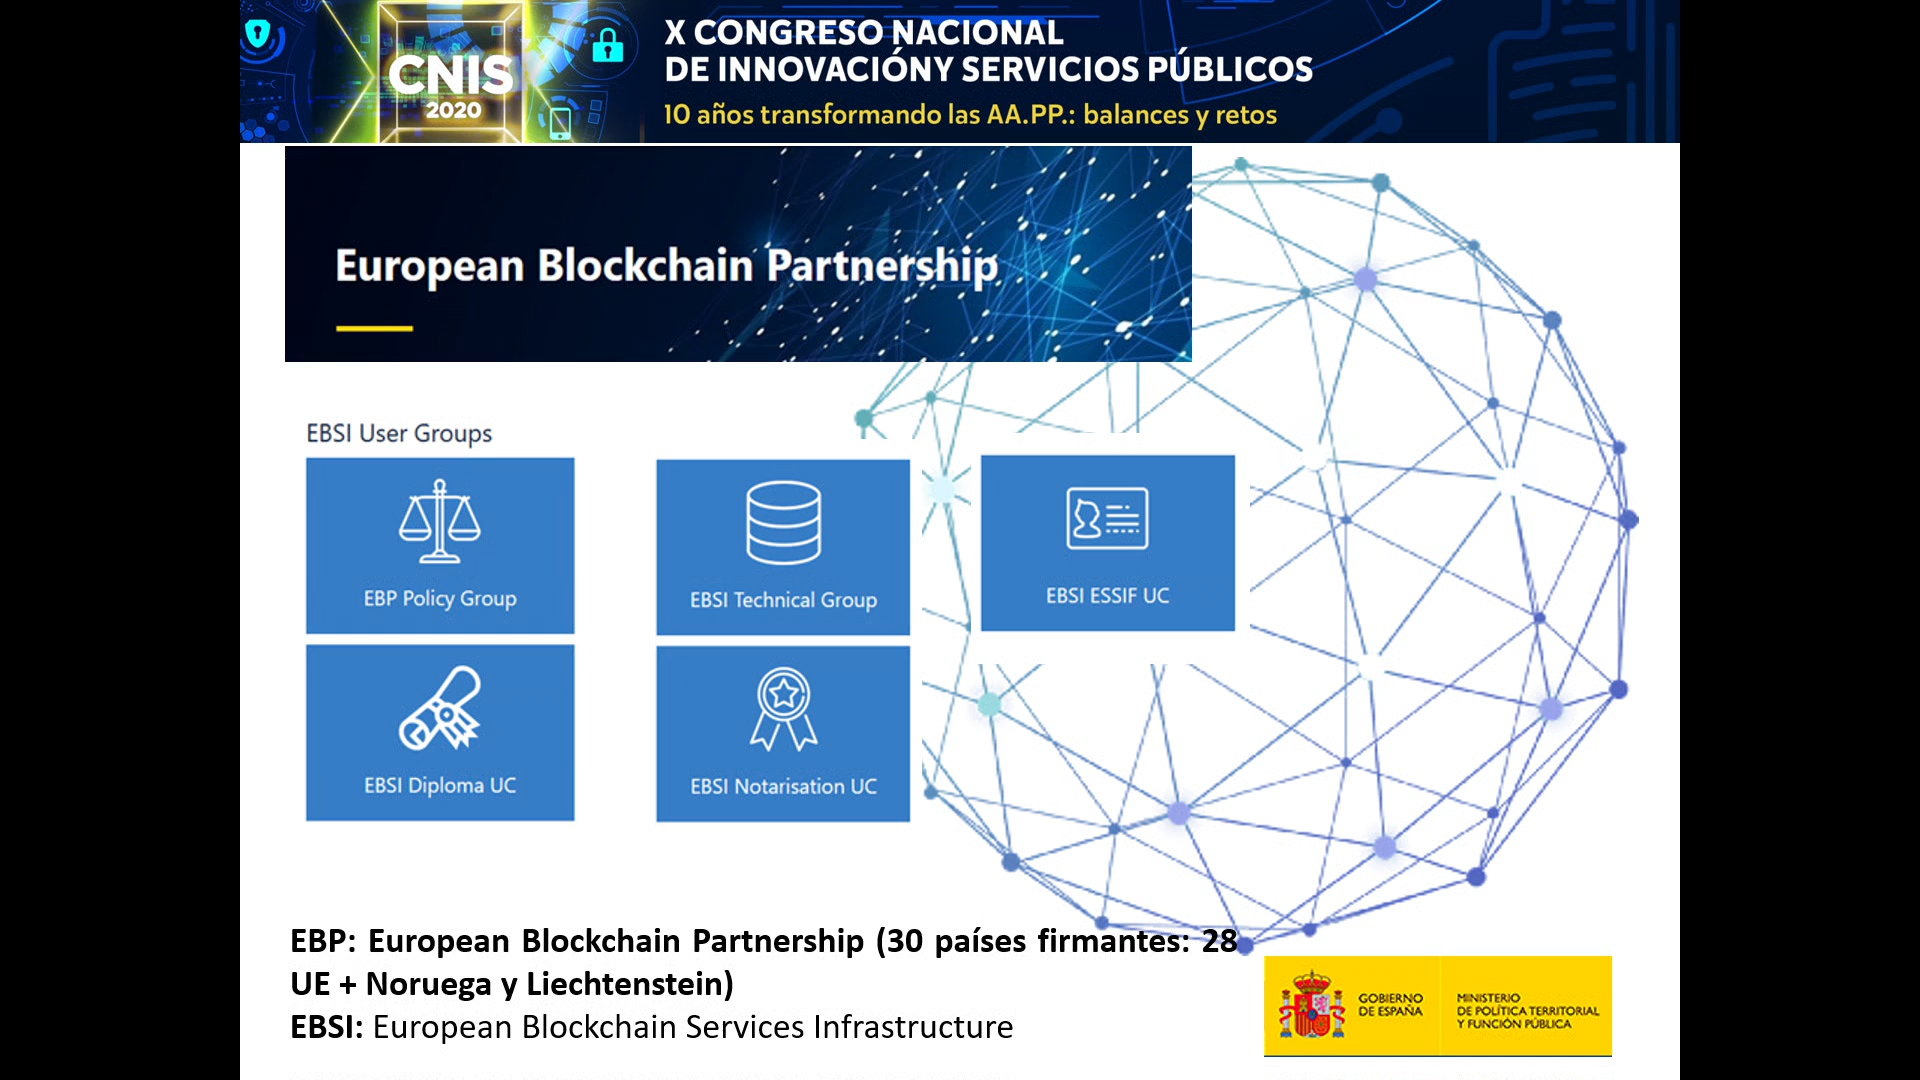 CNIS
2020
X CONGRESO NACIONAL
DE INNOVACIÓNY SERVICIOS PÚBLICOS
10 años transformando las AA.PP.: balances y retos
European Blockchain Partnership
EBSI User Groups
EBP Policy Group
EBSI Technical Group
EBSI ESSIF UC
EBSI Diploma UC
EBSI Notarisation UC
EBP: European Blockchain Partnership (30 países firmantes: 28
UE + Noruega y Liechtenstein)
EBSI: European Blockchain Services Infrastructure
GOBIERNO
DE ESPAÑA
MINISTERIO
DE POLÍTICA TERRITORIAL
Y FUNCIÓN PÚBLICA